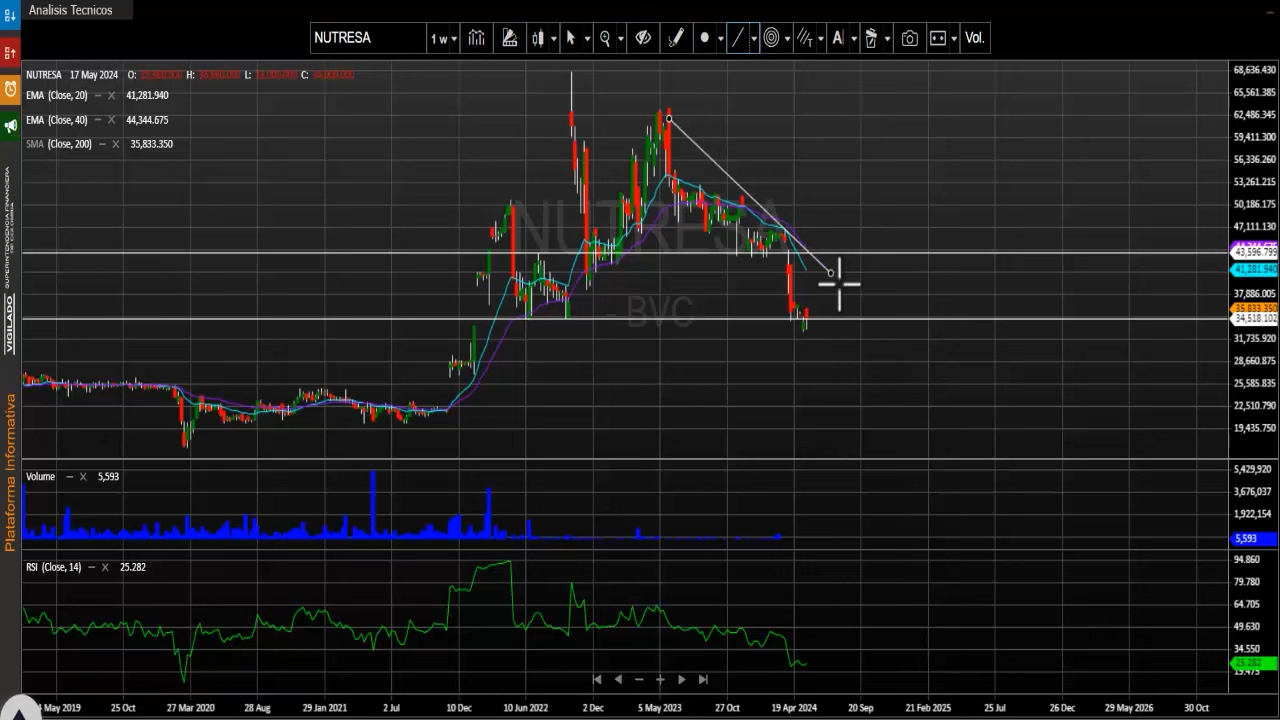 Analisis Tecnicos
NUTRESA
1 w
A
Vol.
NUTRESA 17 May 2024 O: H: L: C:
EMA (Close, 20) 41,281.940
EMA (Close, 40) 44,344.675
SMA (Close, 200) 35,833.350
NUTRESA
- BVC
68,636.430
65,561.385
62,486.345
59,411.300
56,336.260
53,261.215
50,186.175
47,111.130
43,596.799
41,281.940
37,886.005
35,833.350
34,518.102
31,735.920
28,660.875
25,585.835
22,510.790
19,435.750
Volume 5,593
5,429,920
3,676,037
1,922,154
5,593
RSI (Close, 14) 25.282
94.860
79.780
64.705
49.630
34.550
25.282
19.475
May 2019 25 Oct 27 Mar 2020 28 Aug 29 Jan 2021 2 Jul 10 Dec 10 Jun 2022 2 Dec 5 May 2023 27 Oct 19 Apr 2024 20 Sep 21 Feb 2025 25 Jul 26 Dec 29 May 2026 30 Oct
VIGILADO
Plataforma Informativa